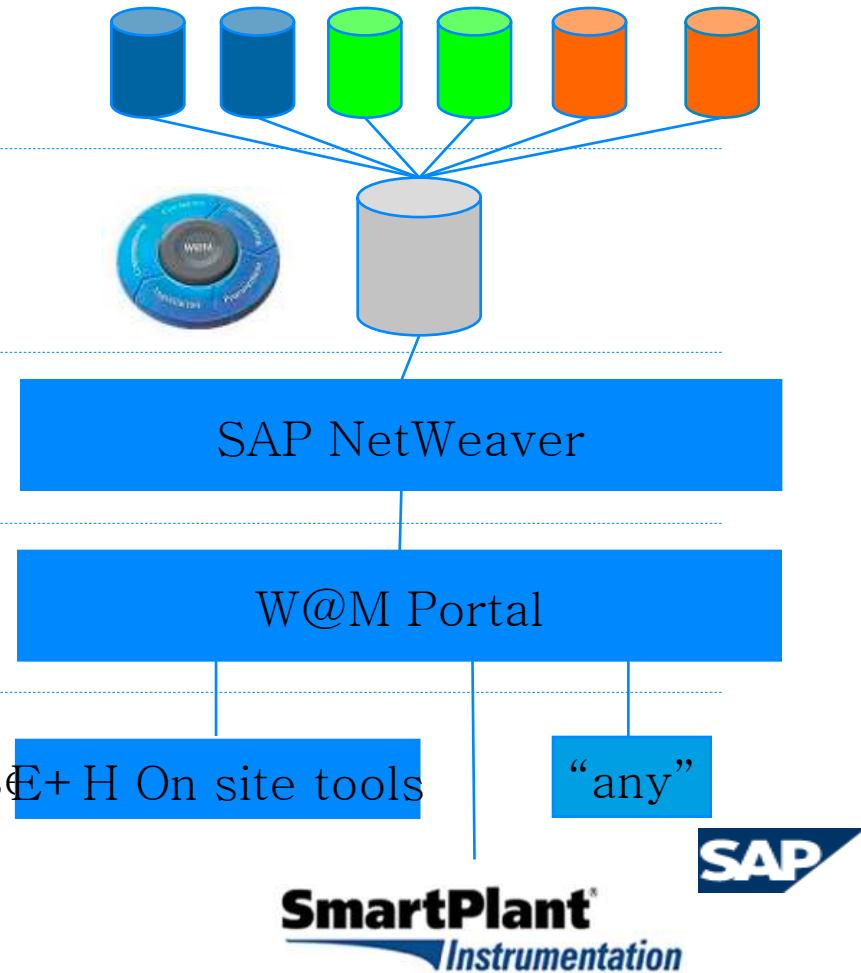 W@M
SAP NetWeaver
W@M Portal
E+H On site tools
“any”
SAP
SmartPlant®
Instrumentation